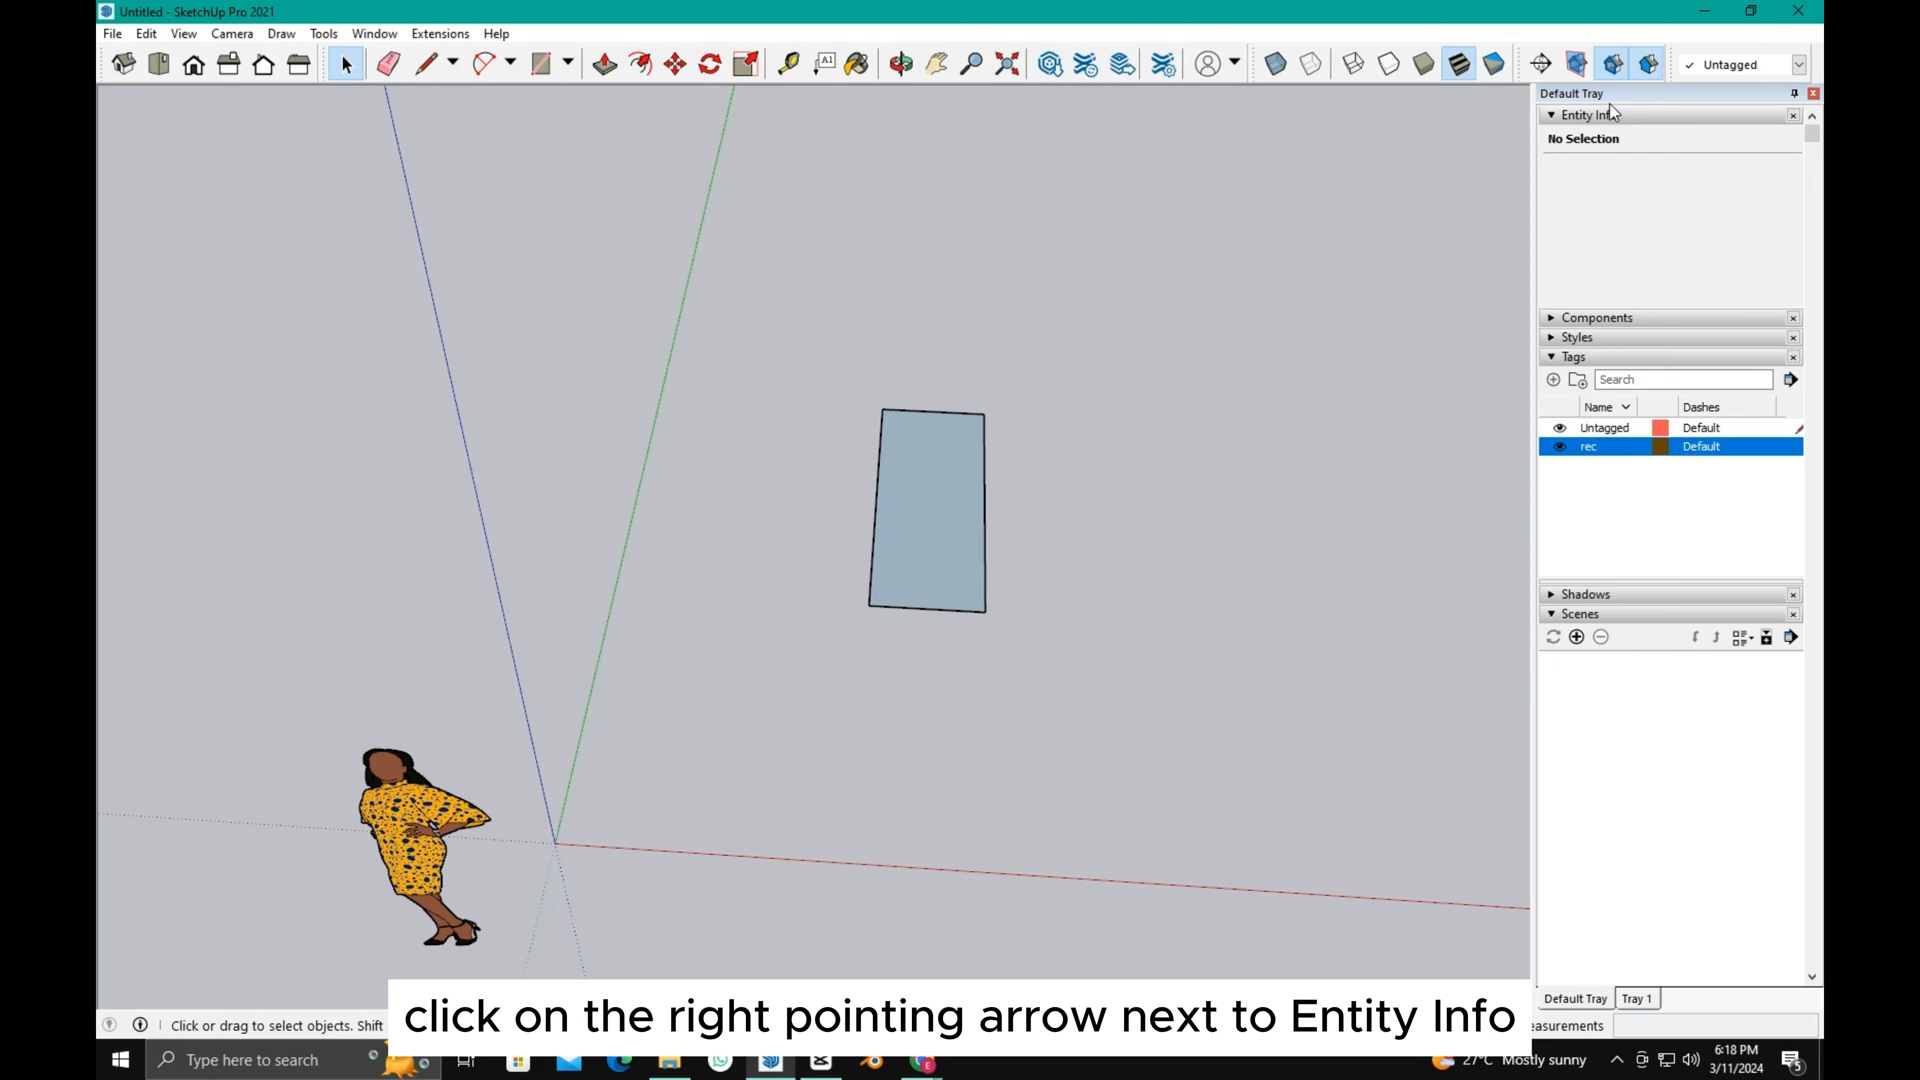 Untitled - SketchUp Pro 2021
File Edit View Camera Draw Tools Window Extensions Help
A1
✓ Untagged
Default Tray
Entity Inf
No Selection
Components
Styles
Tags
Search
Name Dashes
Untagged Default
rec Default
Shadows
Scenes
Default Tray Tray 1
Click or drag to select objects. Shift
easurements
click on the right pointing arrow next to Entity Info
Type here to search
27°C Mostly sunny
6:18 PM
3/11/2024
5